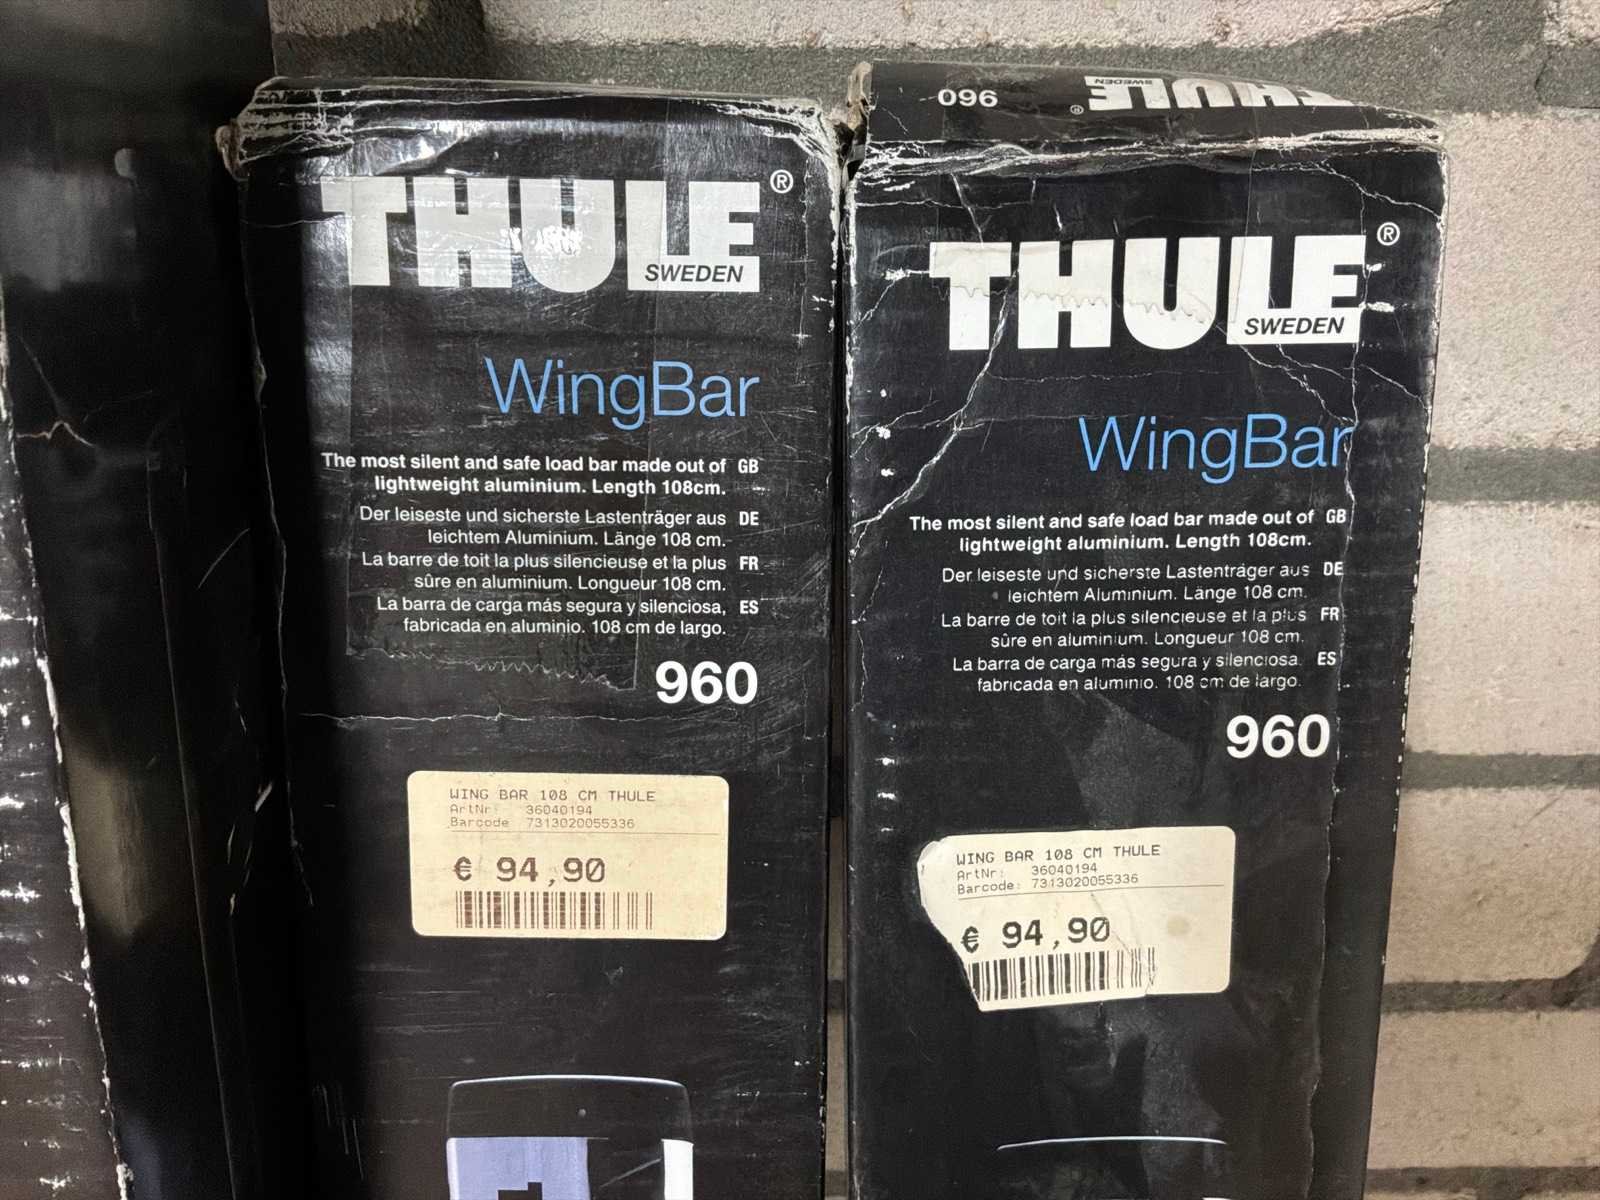 THULE®
SWEDEN
WingBar
The most silent and safe load bar made out of GB
lightweight aluminium. Length 108cm.
Der leiseste und sicherste Lastenträger aus DE
leichtem Aluminium. Länge 108 cm.
La barre de toit la plus silencieuse et la plus FR
sûre en aluminium. Longueur 108 cm.
La barra de carga más segura y silenciosa, ES
fabricada en aluminio. 108 cm de largo.
960
WING BAR 108 CM THULE
ArtNr: 36040194
Barcode 7313020055336
€ 94,90
960
THULE®
SWEDEN
THULE®
SWEDEN
WingBar
The most silent and safe load bar made out of GB
lightweight aluminium. Length 108cm.
Der leiseste und sicherste Lastenträger aus DE
leichtem Aluminium. Länge 108 cm.
La barre de toit la plus silencieuse et la plus FR
sûre en aluminium. Longueur 108 cm.
La barra de carga más segura y silenciosa. ES
fabricada en aluminio. 108 cm de largo.
960
WING BAR 108 CM THULE
ArtNr: 36040194
Barcode: 7313020055336
€ 94,90